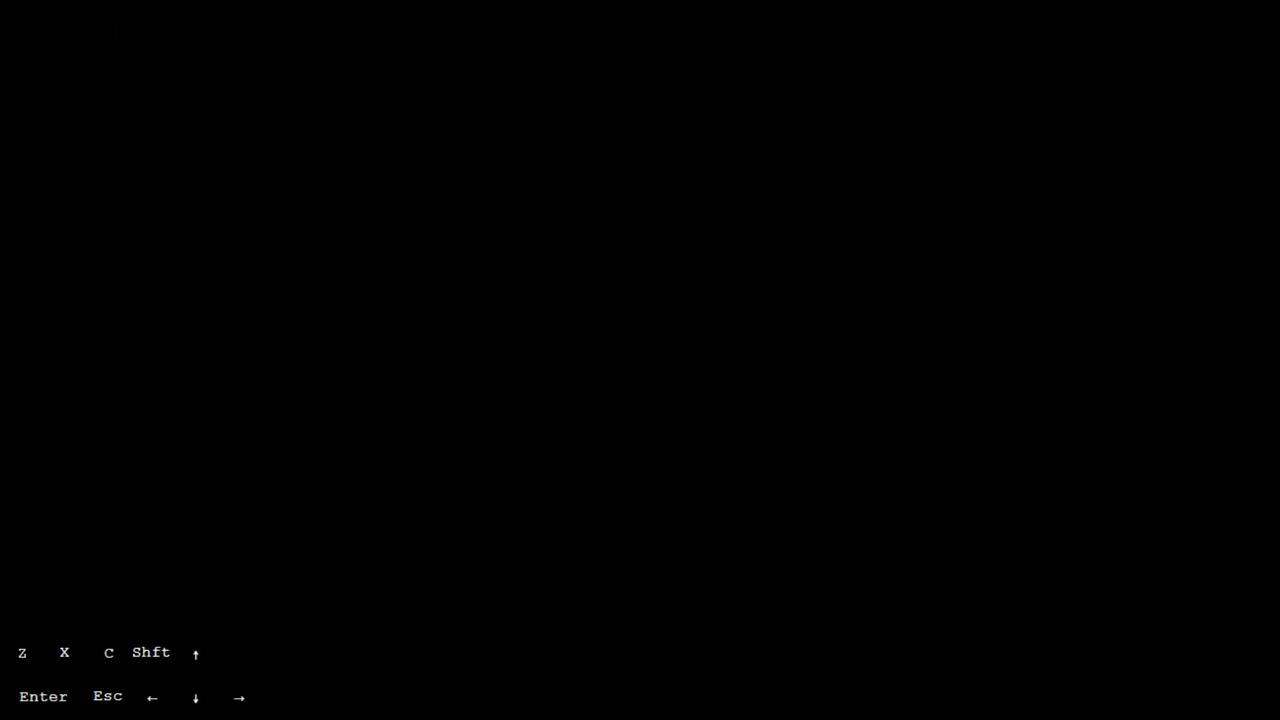 Z X C Shft ↑
Enter Esc ← ↓ →